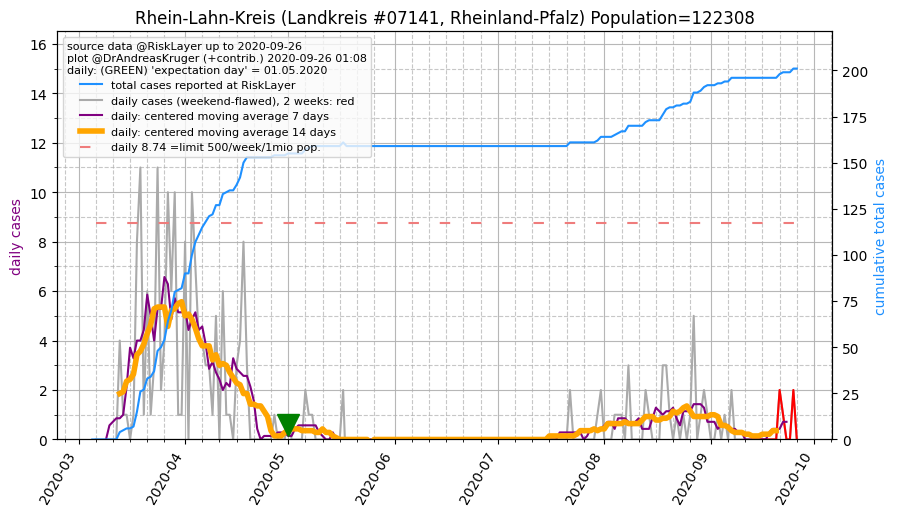 Rhein-Lahn-Kreis (Landkreis #07141, Rheinland-Pfalz) Population=122308
source data @RiskLayer up to 2020-09-26
plot @DrAndreasKruger (+contrib.) 2020-09-26 01:08
daily: (GREEN) 'expectation day' = 01.05.2020
total cases reported at RiskLayer
daily cases (weekend-flawed), 2 weeks: red
daily: centered moving average 7 days
daily: centered moving average 14 days
daily 8.74 =limit 500/week/1mio pop.
daily cases
16
14
12
10
8
6
4
2
0
cumulative total cases
200
175
150
125
100
75
50
25
0
2020-03
2020-04
2020-05
2020-06
2020-07
2020-08
2020-09
2020-10